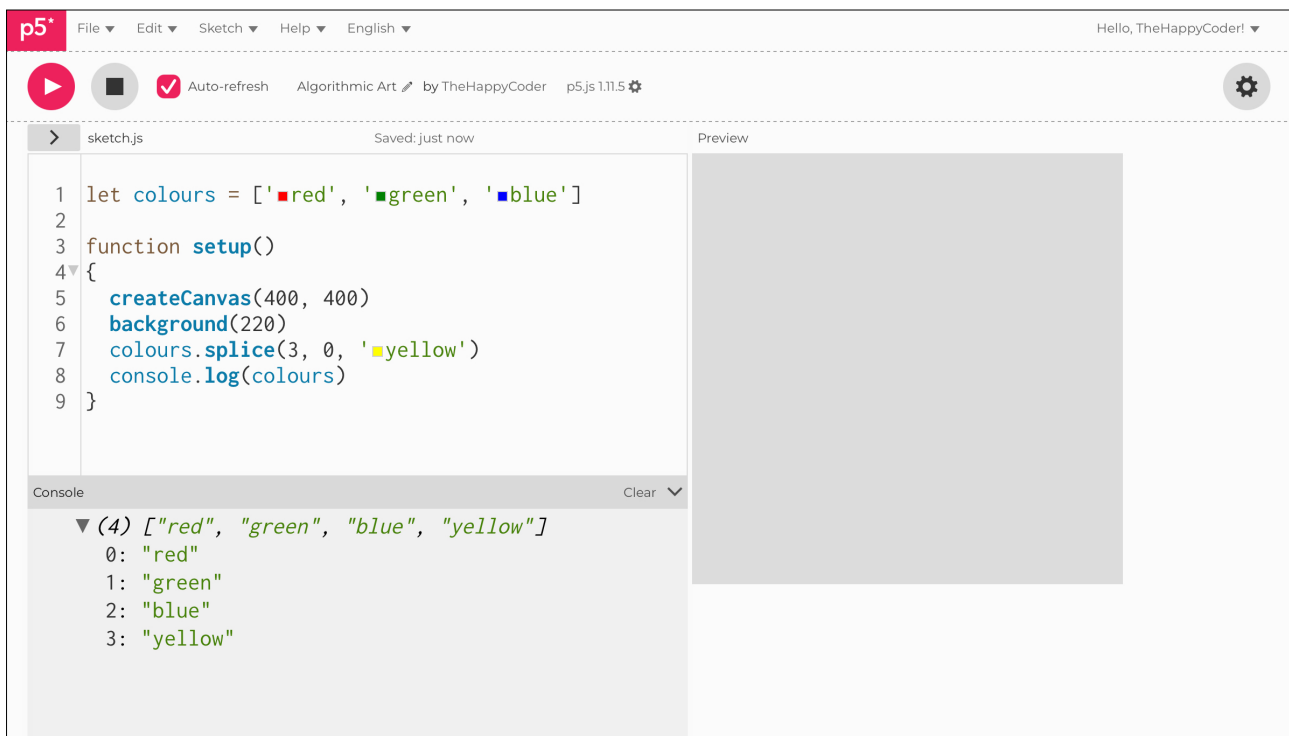 p5* File Edit Sketch Help English Hello, TheHappyCoder!
Auto-refresh Algorithmic Art by TheHappyCoder p5.js 1.11.5
sketch.js Saved: just now Preview
1 let colours = ['red', 'green', 'blue']
2
3 function setup()
4 {
5 createCanvas(400, 400)
6 background(220)
7 colours.splice(3, 0, 'yellow')
8 console.log(colours)
9 }
Console Clear
(4) ["red", "green", "blue", "yellow"]
0: "red"
1: "green"
2: "blue"
3: "yellow"